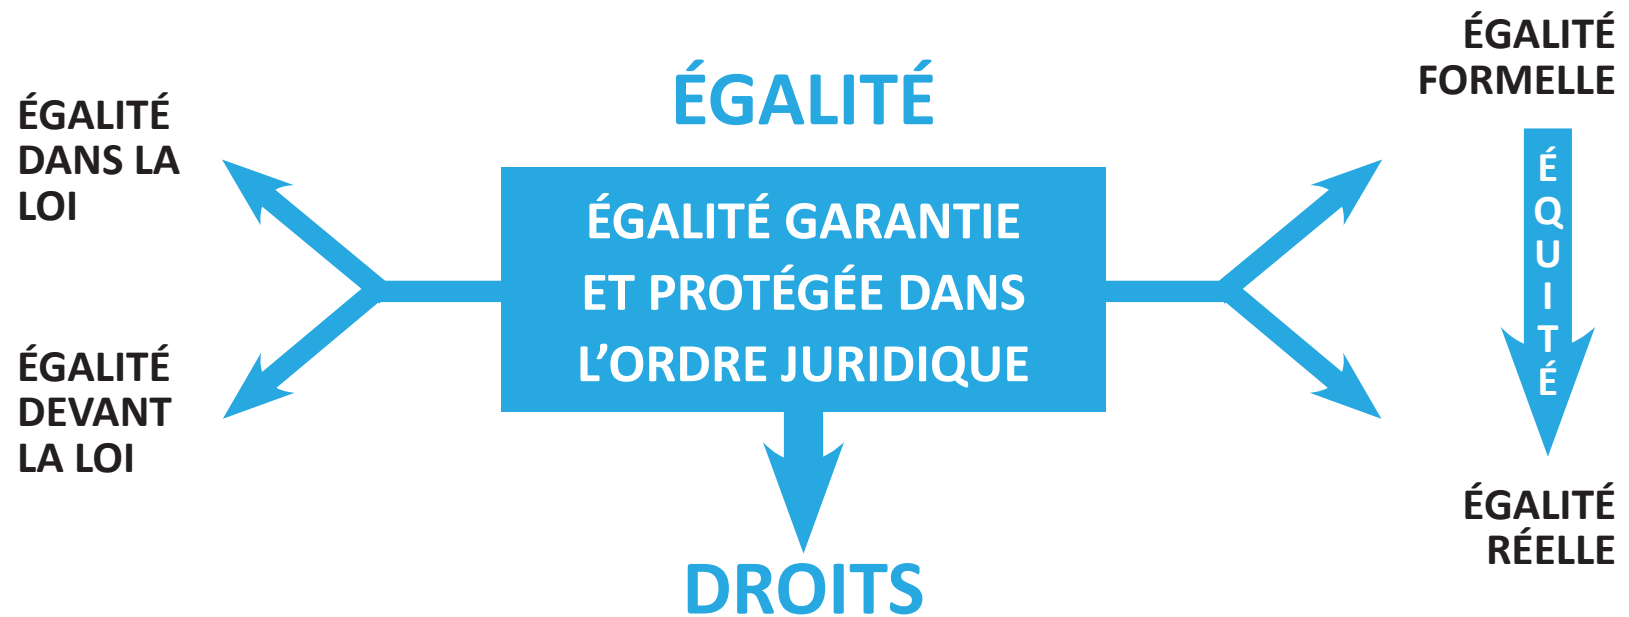 ÉGALITÉ
DANS LA
LOI
ÉGALITÉ
DEVANT
LA LOI
ÉGALITÉ
ÉGALITÉ GARANTIE
ET PROTÉGÉE DANS
L’ORDRE JURIDIQUE
DROITS
ÉGALITÉ
FORMELLE
ÉQUITÉ
ÉGALITÉ
RÉELLE